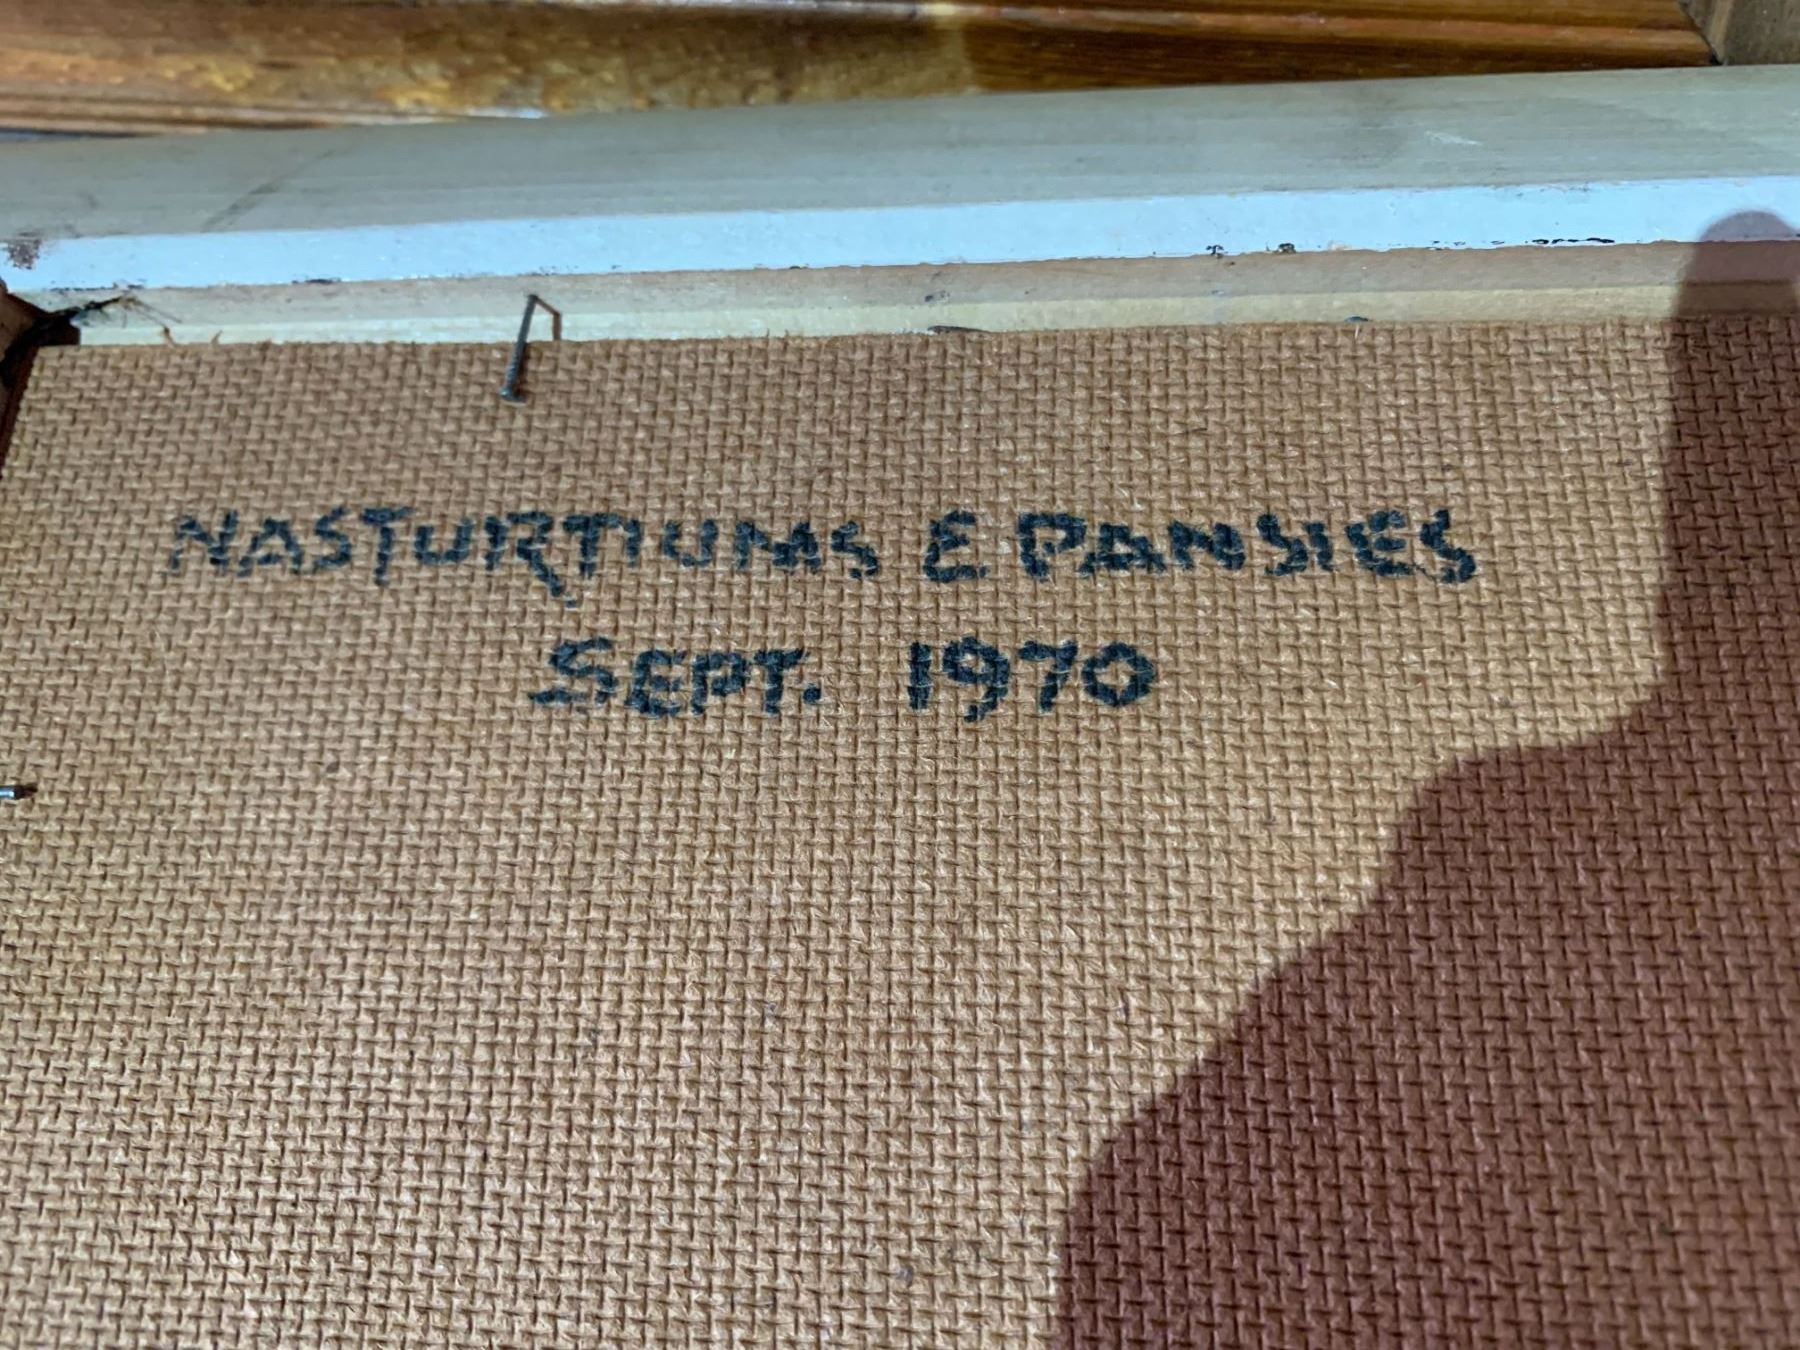 NASTURTIUMS & PANSIES
SEPT. 1970